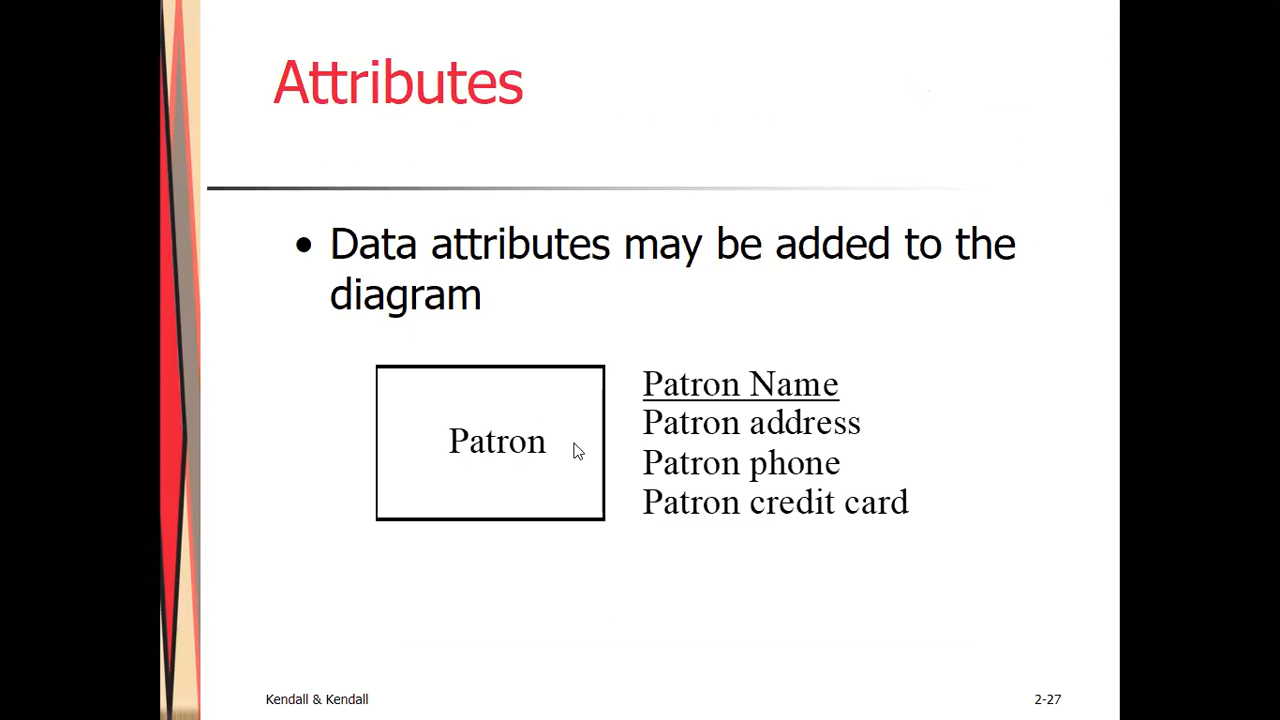 Attributes
• Data attributes may be added to the
diagram
Patron
Patron Name
Patron address
Patron phone
Patron credit card
Kendall & Kendall
2-27